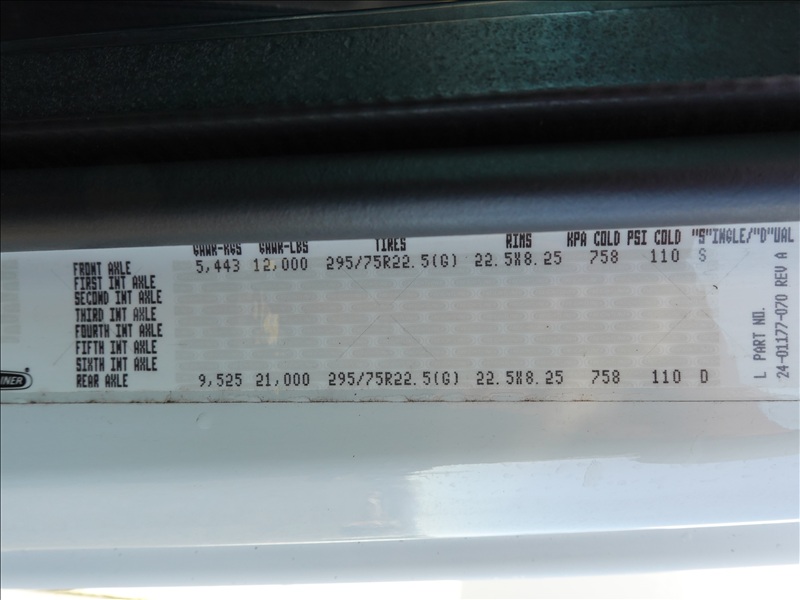 GAWR-KGS GAWR-LBS TIRES RIMS KPA COLD PSI COLD "S"INGLE/"D"UAL
FRONT AXLE 5,443 12,000 295/75R22.5(G) 22.5X8.25 758 110 S
FIRST INT AXLE
SECOND INT AXLE
THIRD INT AXLE
FOURTH INT AXLE
FIFTH INT AXLE
SIXTH INT AXLE
REAR AXLE 9,525 21,000 295/75R22.5(G) 22.5X8.25 758 110 D
L PART NO.
24-01177-070 REV A
INER